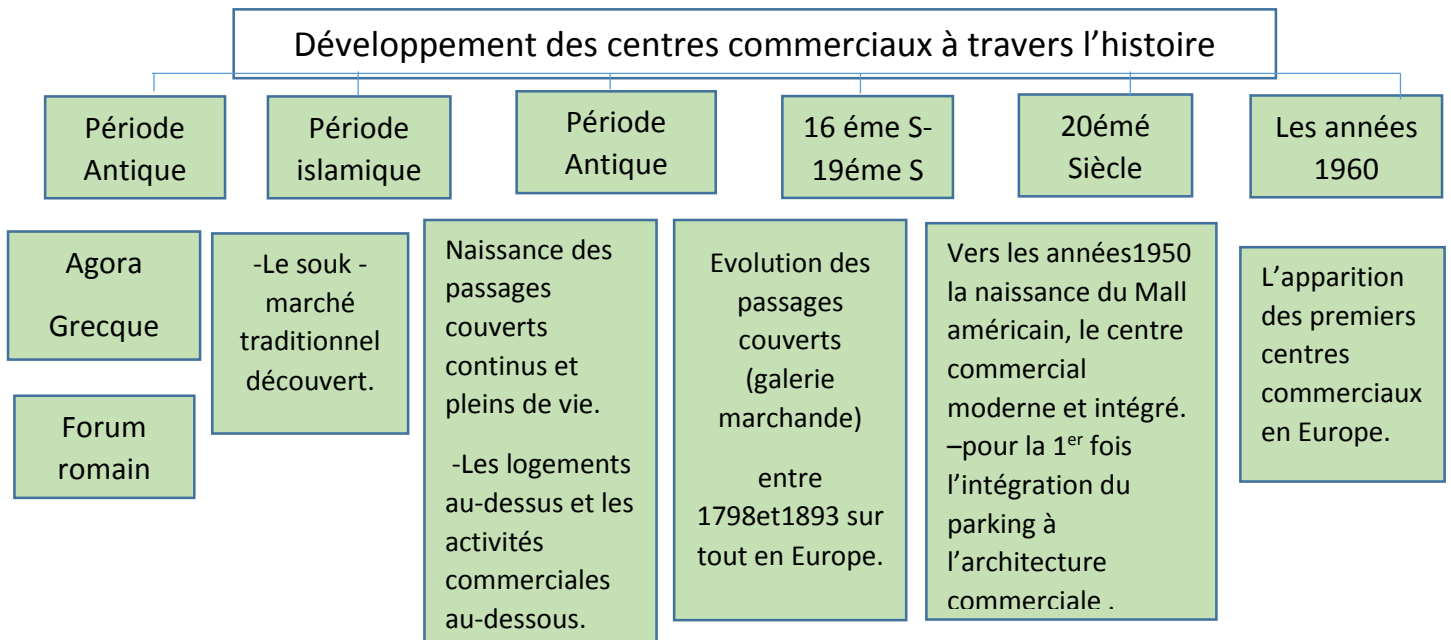 Développement des centres commerciaux à travers l'histoire
Période
Antique
Période
islamique
Période
Antique
16 éme S-
19éme S
20émé
Siècle
Les années
1960
Agora
Grecque
Forum
romain
-Le souk -
marché
traditionnel
découvert.
Naissance des
passages
couverts
continus et
pleins de vie.
-Les logements
au-dessus et les
activités
commerciales
au-dessous.
Evolution des
passages
couverts
(galerie
marchande)
entre
1798et1893 sur
tout en Europe.
Vers les années1950
la naissance du Mall
américain, le centre
commercial
moderne et intégré.
–pour la 1er fois
l'intégration du
parking à
l'architecture
commerciale .
L'apparition
des premiers
centres
commerciaux
en Europe.